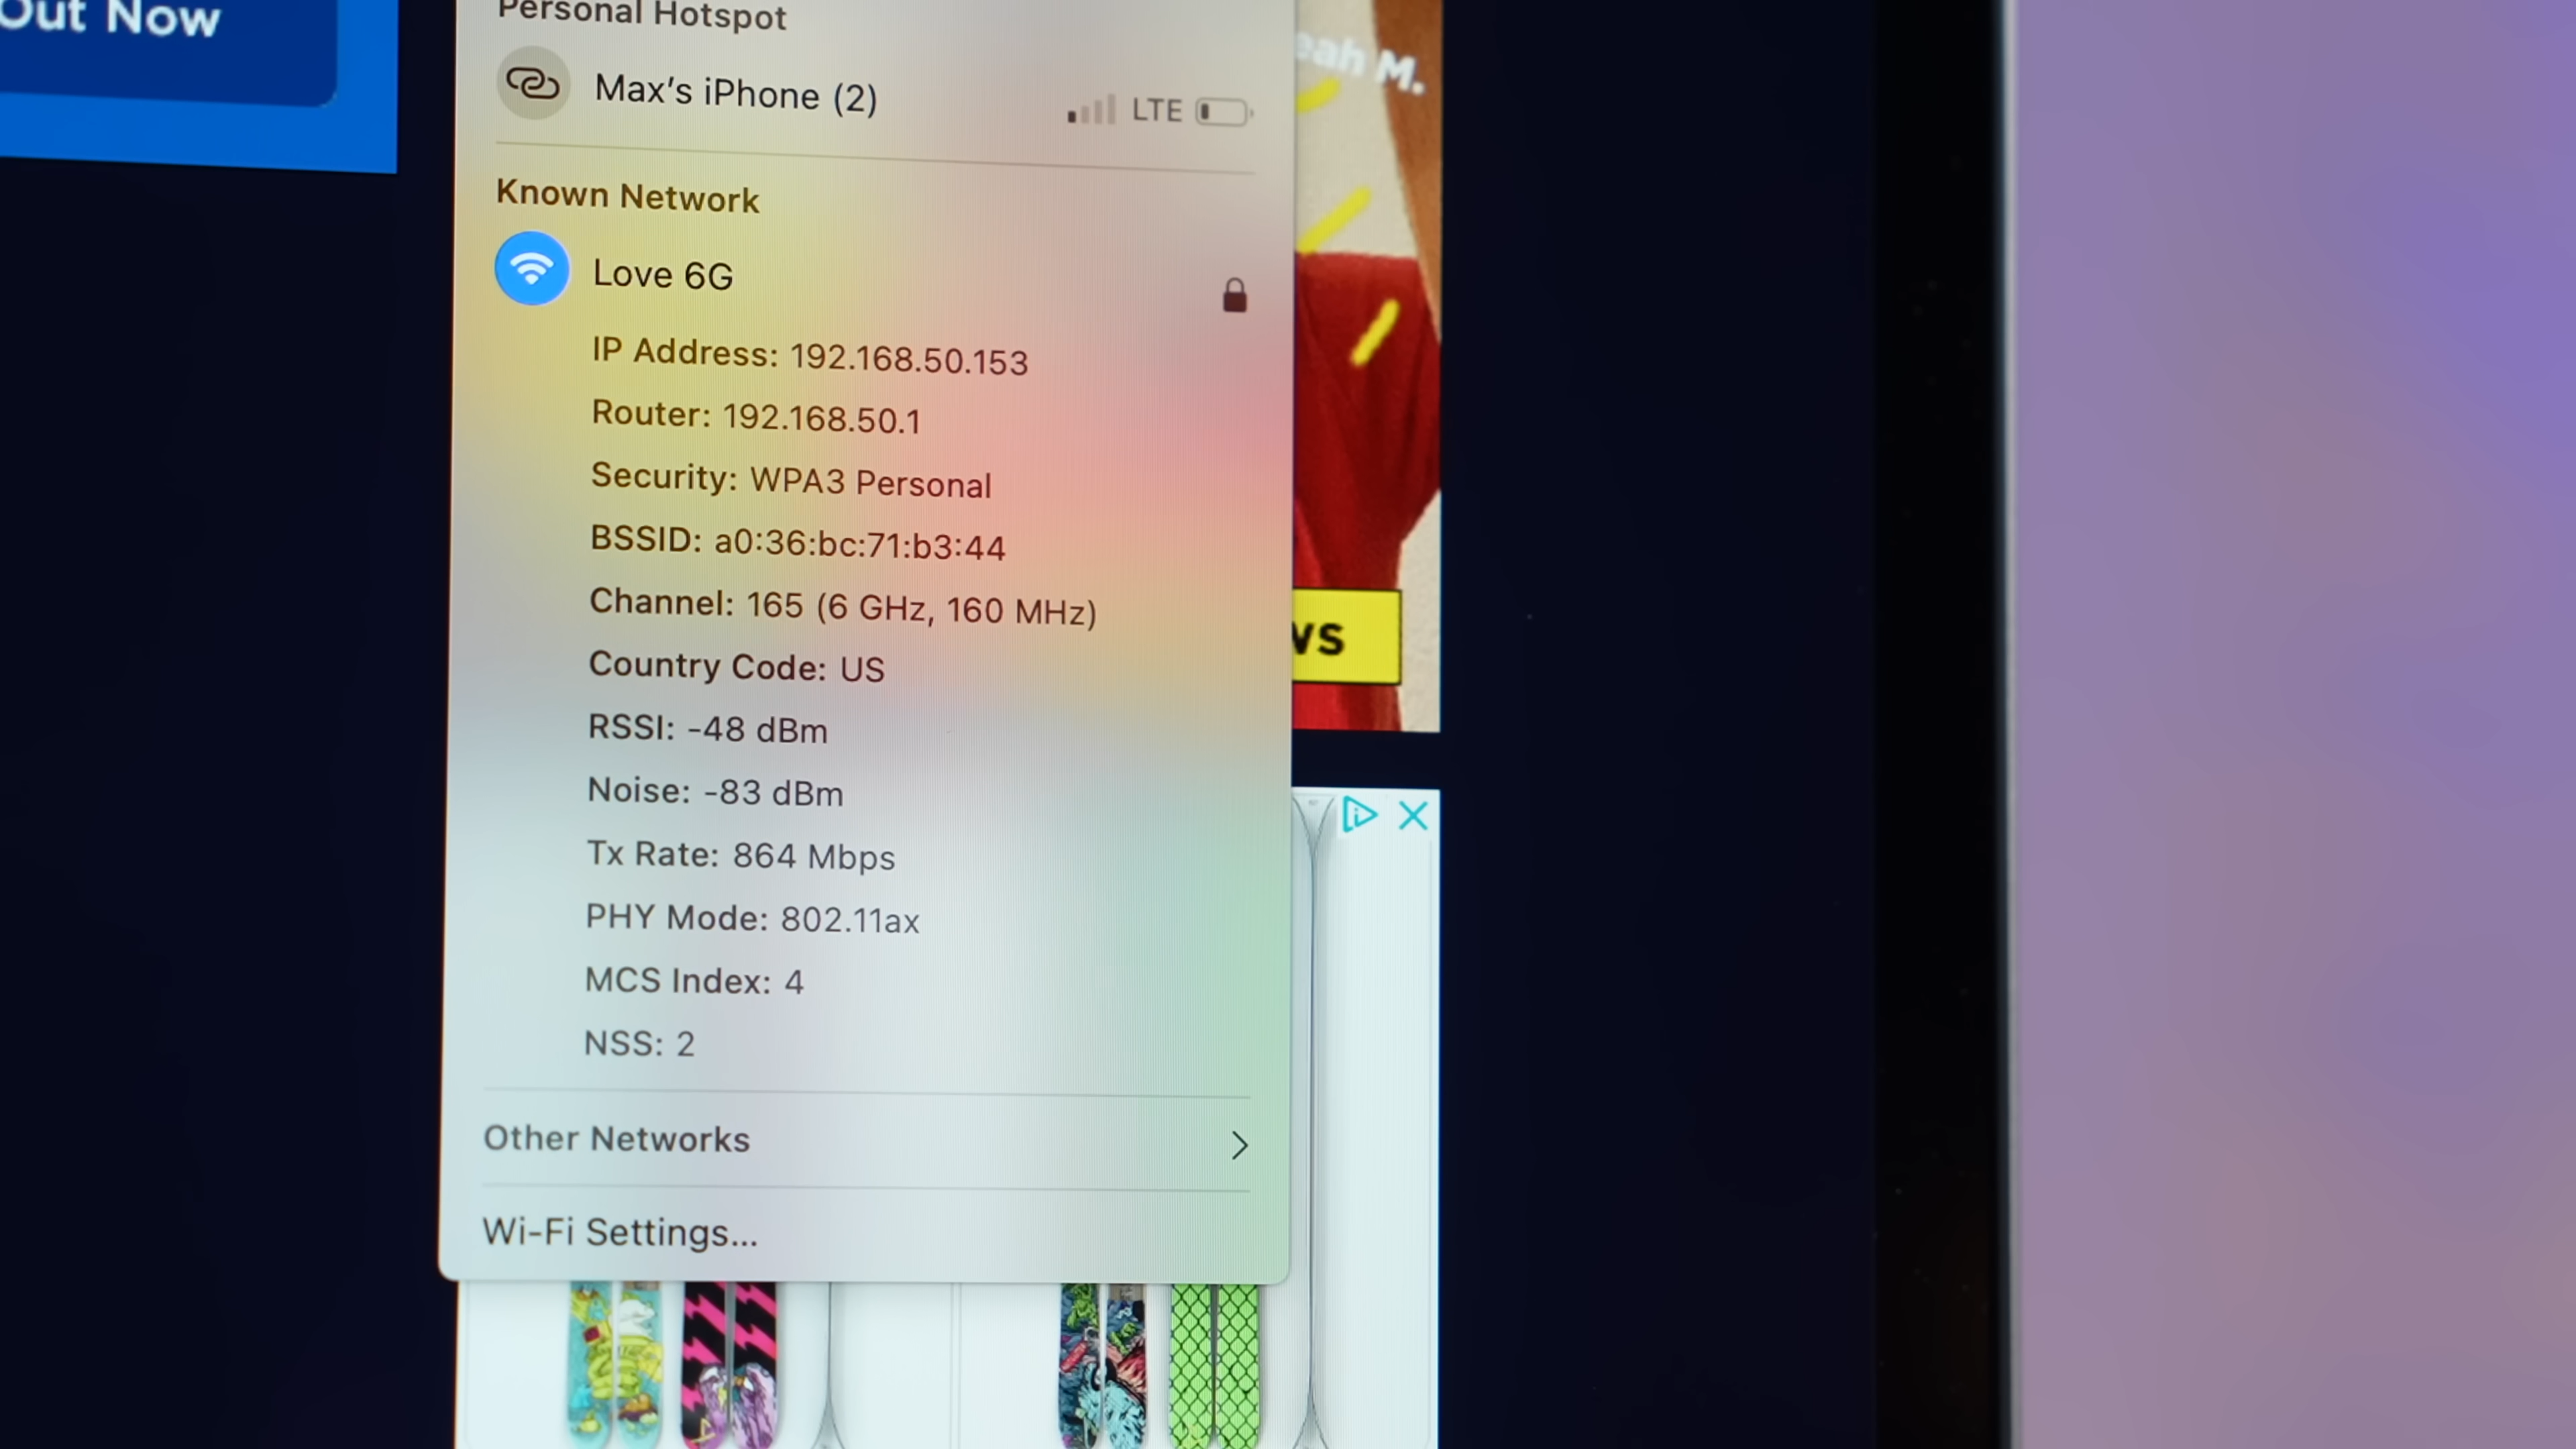 Out Now
Personal Hotspot
Max's iPhone (2)
LTE
eah M.
Known Network
Love 6G
IP Address: 192.168.50.153
Router: 192.168.50.1
Security: WPA3 Personal
BSSID: a0:36:bc:71:b3:44
Channel: 165 (6 GHz, 160 MHz)
ws
Country Code: US
RSSI: -48 dBm
Noise: -83 dBm
Tx Rate: 864 Mbps
PHY Mode: 802.11ax
MCS Index: 4
NSS: 2
Other Networks
Wi-Fi Settings...